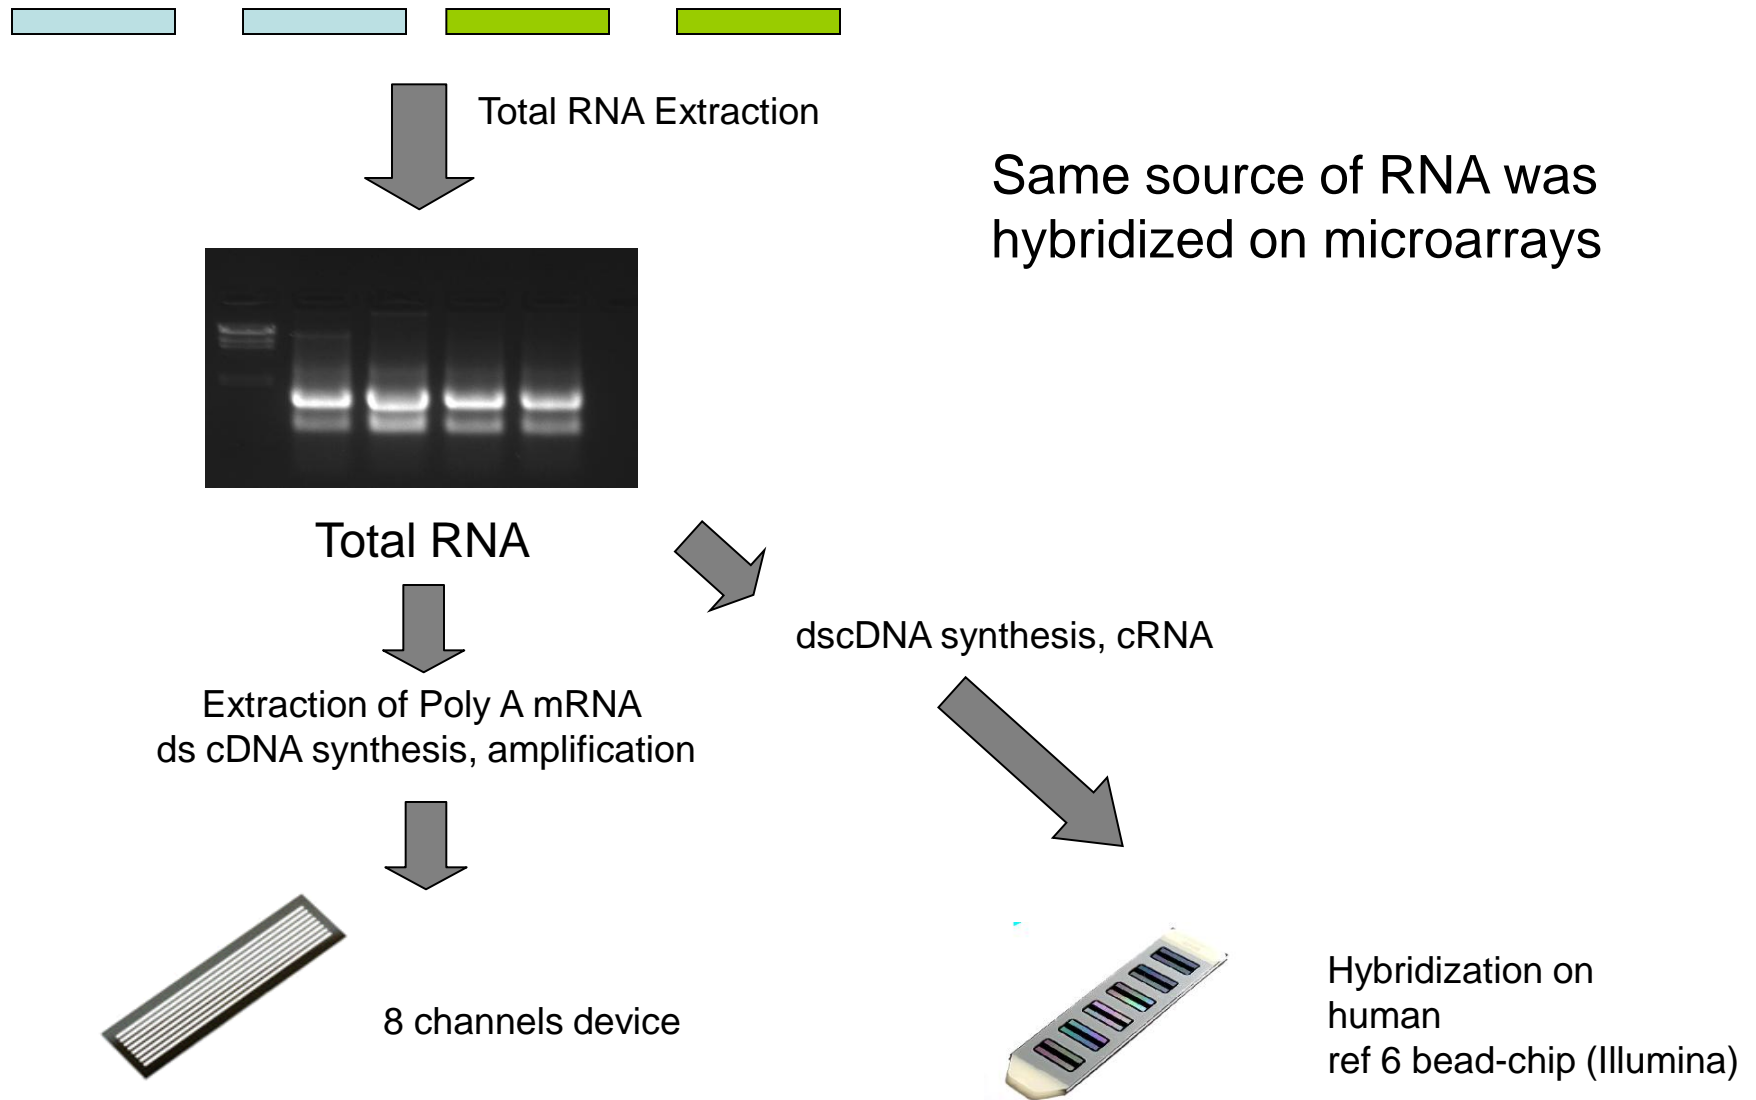 Total RNA Extraction
Same source of RNA was
hybridized on microarrays
Total RNA
dscDNA synthesis, cRNA
Extraction of Poly A mRNA
ds cDNA synthesis, amplification
8 channels device
Hybridization on
human
ref 6 bead-chip (Illumina)